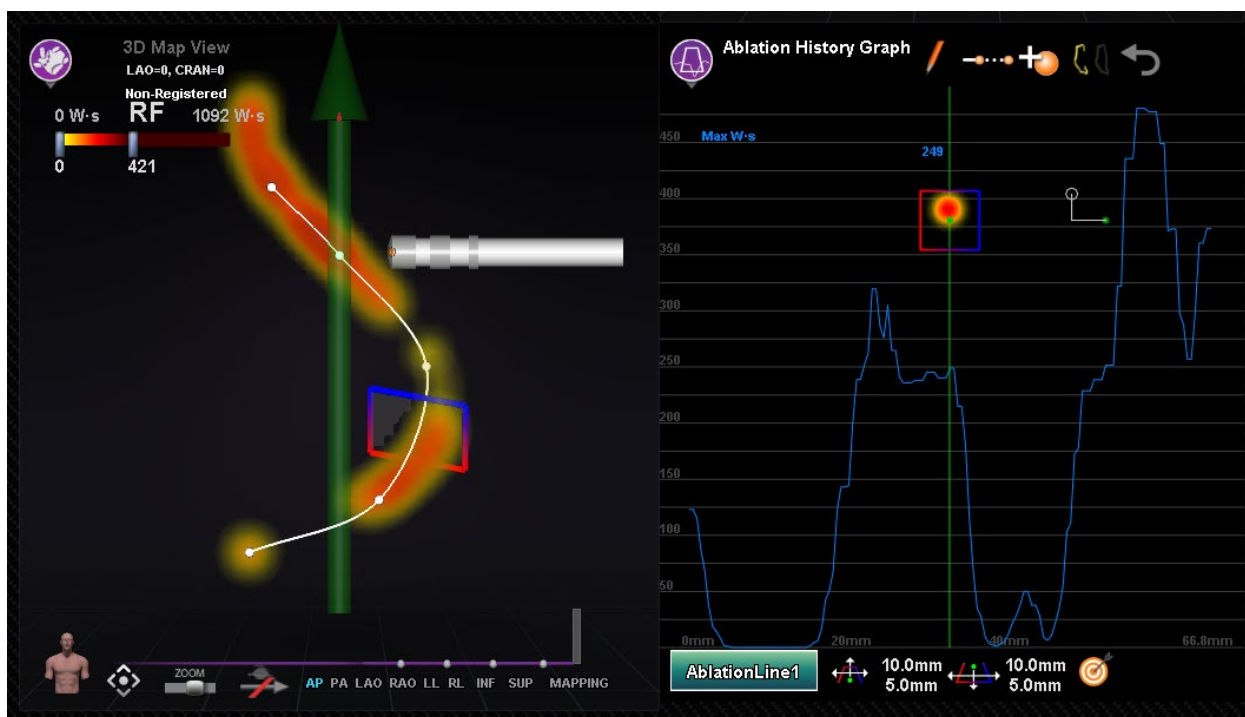 3D Map View
LAO=0, CRAN=0
Non-Registered
0 W·s RF 1092 W·s
0 421
ZOOM
AP PA LAO RAO LL RL INF SUP MAPPING
Ablation History Graph
Max W·s
249
450
400
350
300
250
200
150
100
50
0mm 20mm 40mm 66.8mm
AblationLine1
10.0mm
5.0mm
10.0mm
5.0mm